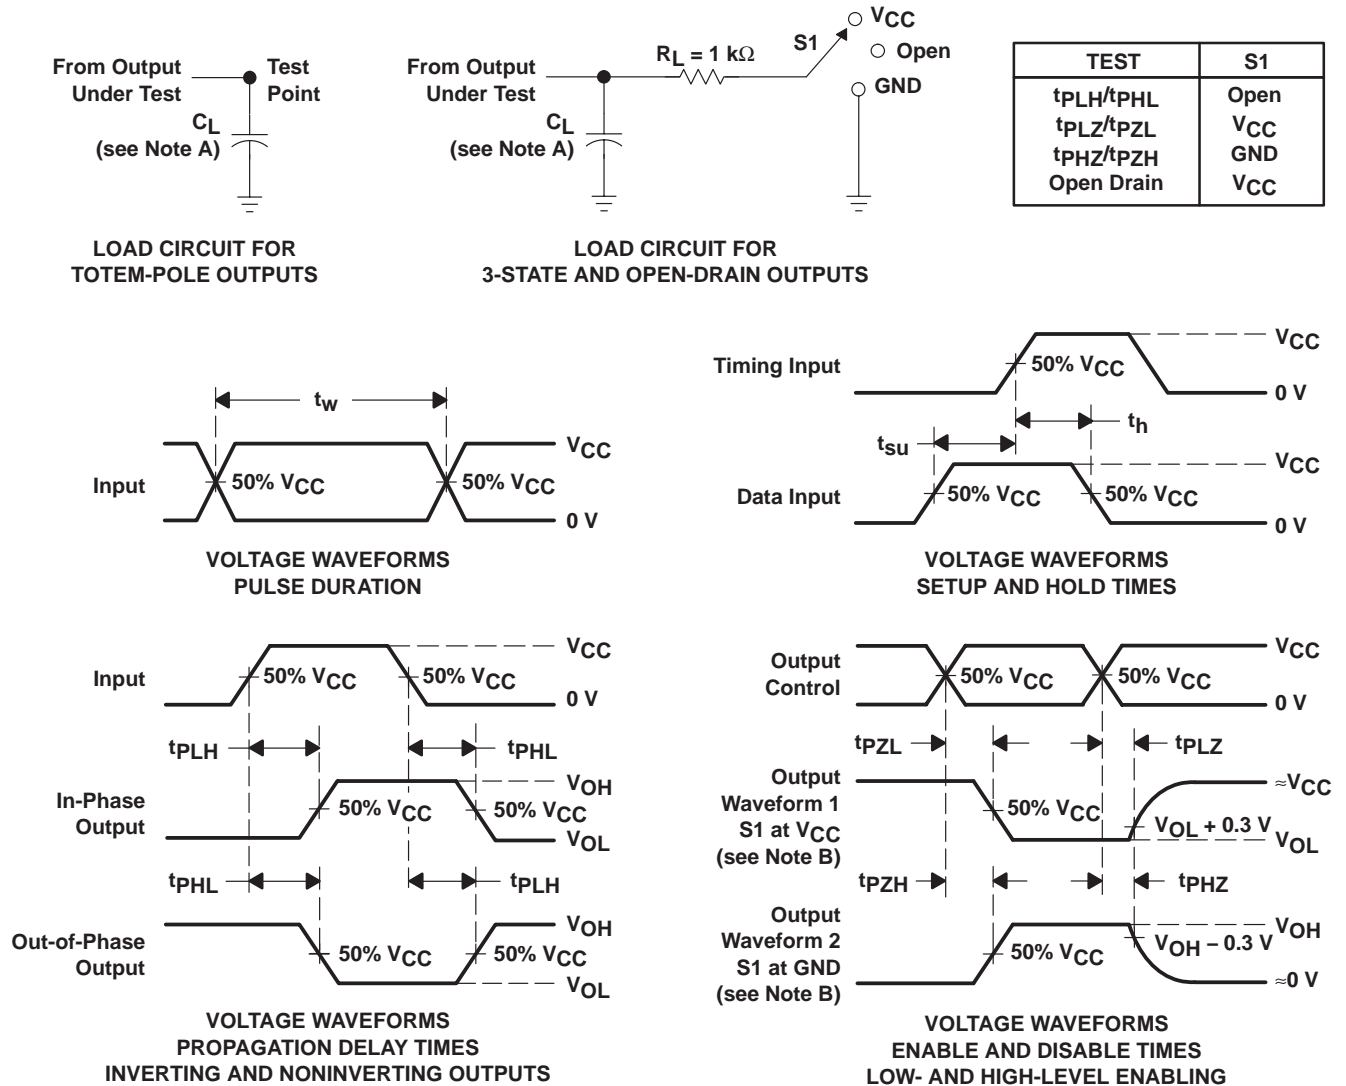 From Output
Under Test
Test
Point
CL
(see Note A)
LOAD CIRCUIT FOR
TOTEM-POLE OUTPUTS
From Output
Under Test
RL = 1 kΩ
S1
VCC
Open
GND
CL
(see Note A)
LOAD CIRCUIT FOR
3-STATE AND OPEN-DRAIN OUTPUTS
TEST S1
tPLH/tPHL Open
tPLZ/tPZL VCC
tPHZ/tPZH GND
Open Drain VCC
tw
Input
50% VCC
50% VCC
VCC
0 V
VOLTAGE WAVEFORMS
PULSE DURATION
Timing Input
50% VCC
VCC
0 V
th
tsu
Data Input
50% VCC
50% VCC
VCC
0 V
VOLTAGE WAVEFORMS
SETUP AND HOLD TIMES
Input
50% VCC
50% VCC
VCC
0 V
tPLH
tPHL
In-Phase
Output
50% VCC
50% VCC
VOH
VOL
tPHL
tPLH
Out-of-Phase
Output
50% VCC
50% VCC
VOH
VOL
VOLTAGE WAVEFORMS
PROPAGATION DELAY TIMES
INVERTING AND NONINVERTING OUTPUTS
Output
Control
50% VCC
50% VCC
VCC
0 V
tPZL
tPLZ
Output
Waveform 1
S1 at VCC
(see Note B)
50% VCC
VOL + 0.3 V
≈VCC
VOL
tPZH
tPHZ
Output
Waveform 2
S1 at GND
(see Note B)
50% VCC
VOH − 0.3 V
VOH
≈0 V
VOLTAGE WAVEFORMS
ENABLE AND DISABLE TIMES
LOW- AND HIGH-LEVEL ENABLING